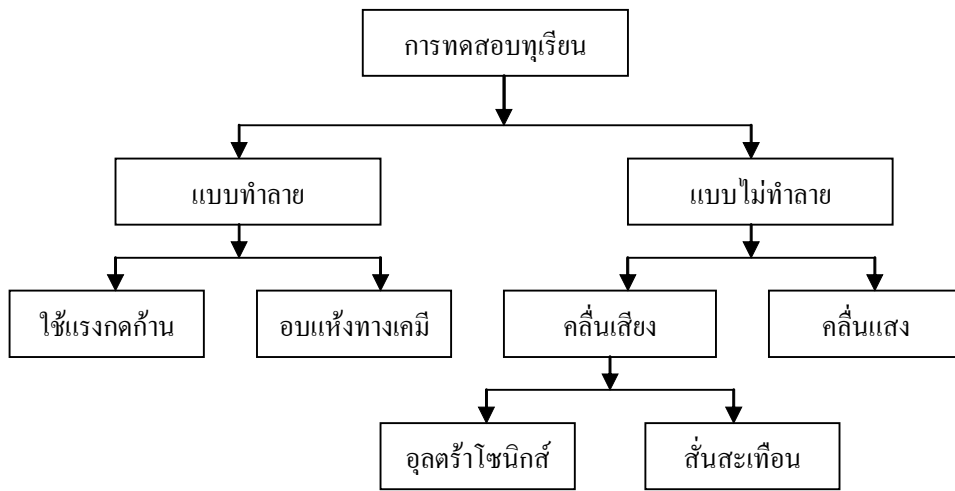 การทดสอบทุเรียน
แบบทำลาย
แบบไม่ทำลาย
ใช้แรงกดก้าน
อบแห้งทางเคมี
คลื่นเสียง
คลื่นแสง
อุลตร้าโซนิกส์
สั่นสะเทือน